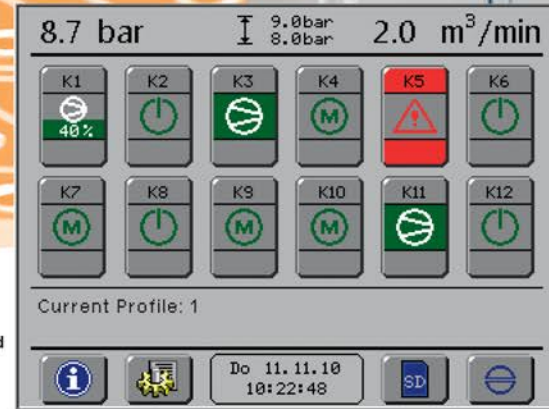 8.7 bar 9.0bar 8.0bar 2.0 m³/min
K1 K2 K3 K4 K5 K6
40% M
K7 K8 K9 K10 K11 K12
M M M
Current Profile: 1
d
i Do 11.11.10 SD
10:22:48